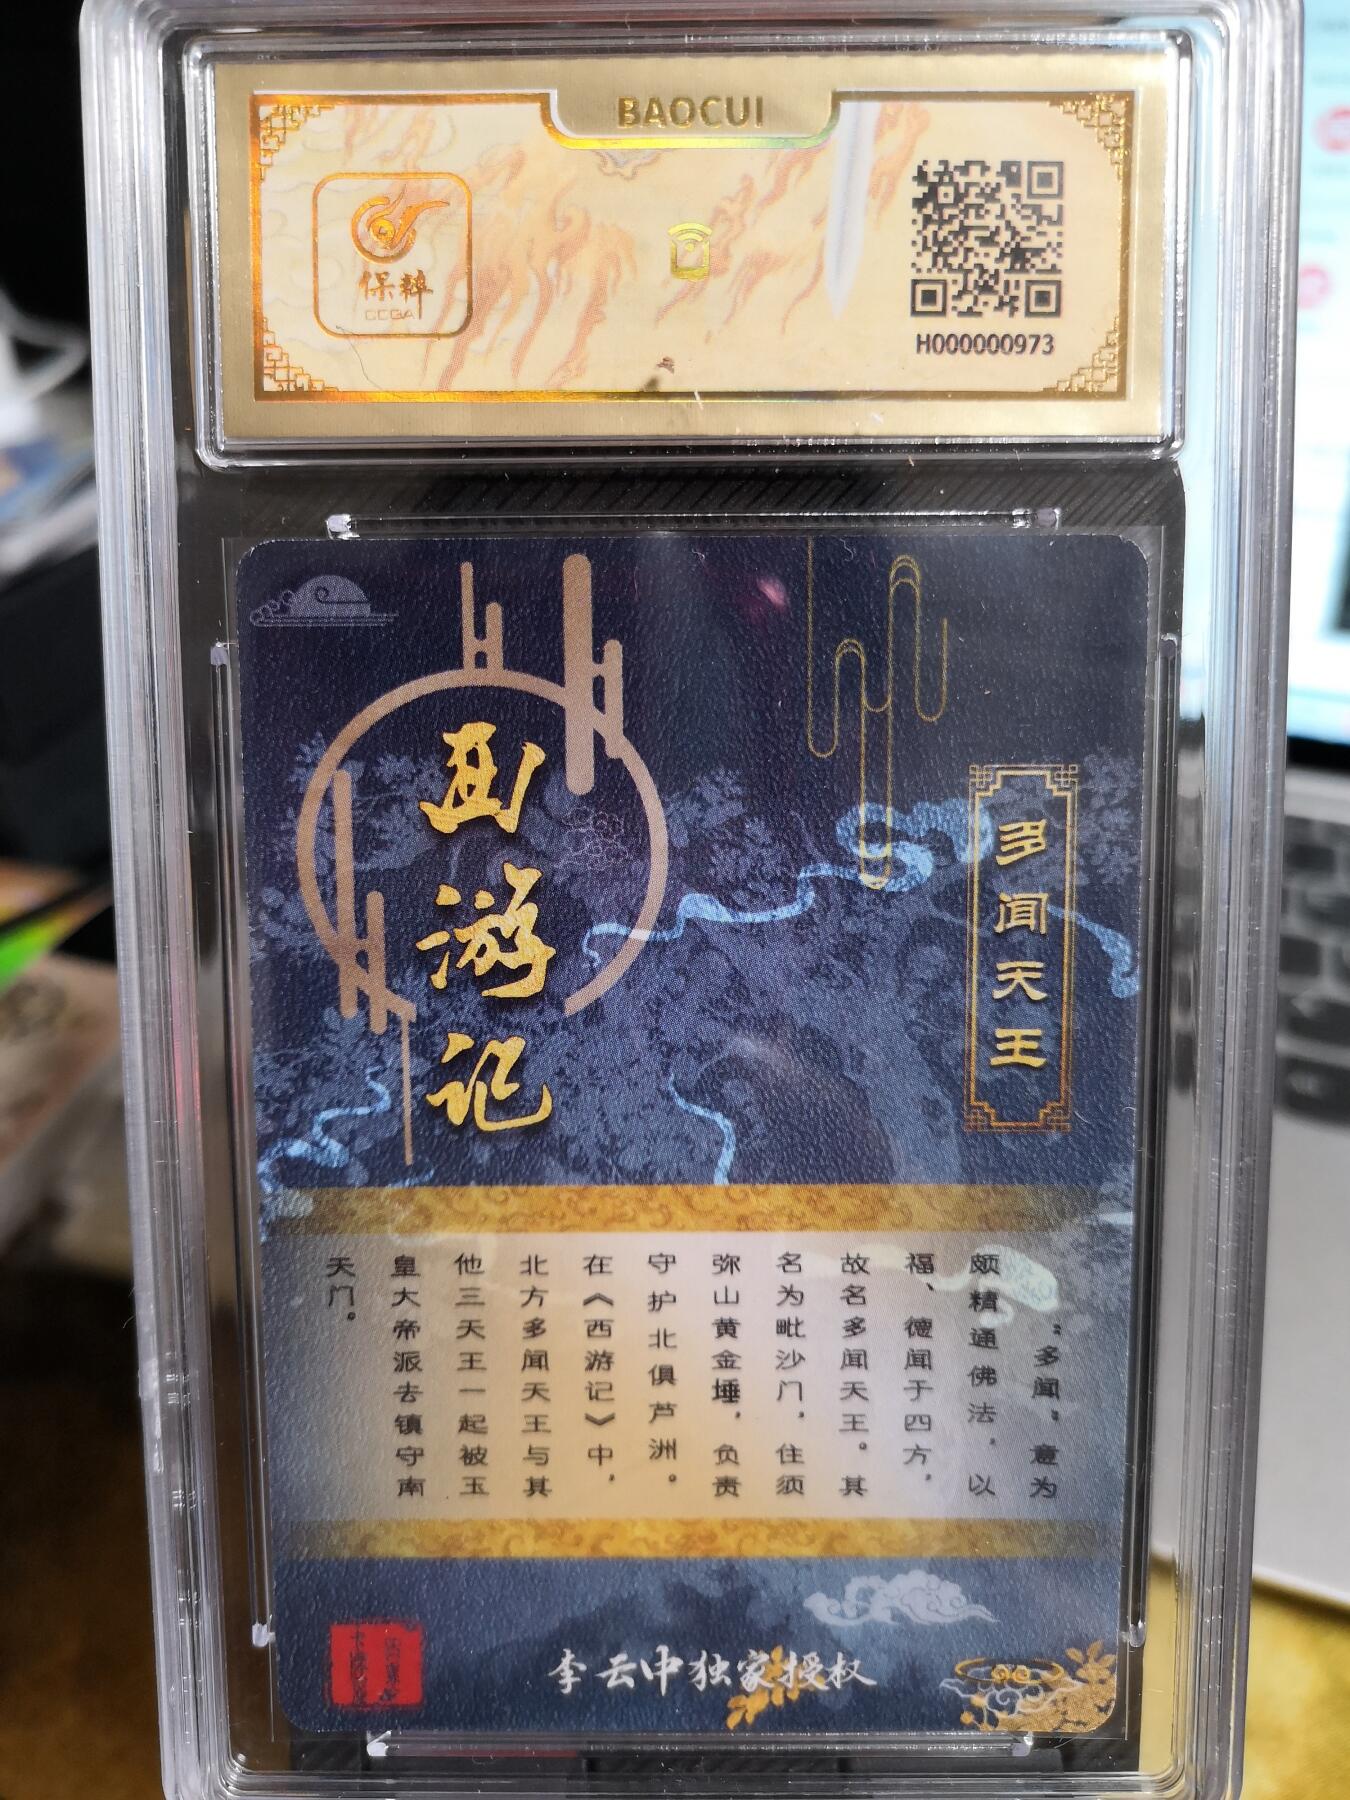 BAOCUI
保粹
CCGA
H000000973
西游记
多闻天王
“多闻”意为
颇精通佛法，以
福、德闻于四方，
故名多闻天王。其
名为毗沙门，住须
弥山黄金埵，负责
守护北俱芦洲。
在《西游记》中，
北方多闻天王与其
他三天王一起被玉
皇大帝派去镇守南
天门。
李云中独家授权